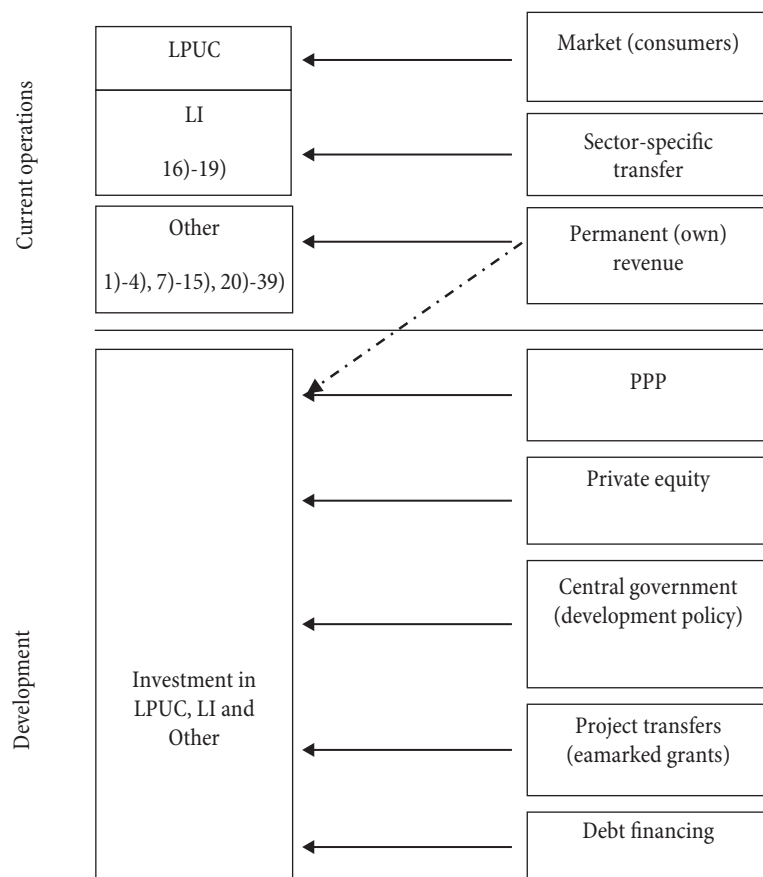 Current operations
LPUC
Market (consumers)
LI
16)-19)
Sector-specific
transfer
Other
1)-4), 7)-15), 20)-39)
Permanent (own)
revenue
Development
Investment in
LPUC, LI and
Other
PPP
Private equity
Central government
(development policy)
Project transfers
(eamarked grants)
Debt financing